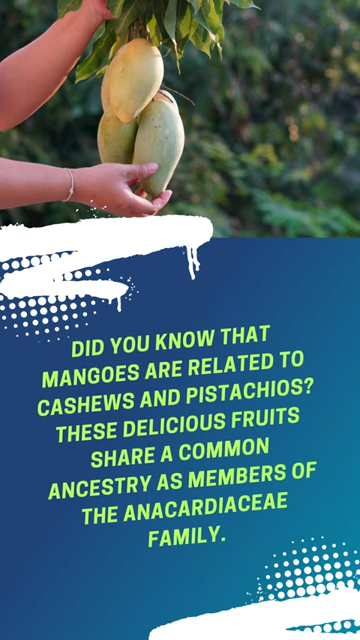 DID YOU KNOW THAT
MANGOES ARE RELATED TO
CASHEWS AND PISTACHIOS?
THESE DELICIOUS FRUITS
SHARE A COMMON
ANCESTRY AS MEMBERS OF
THE ANACARDIACEAE
FAMILY.